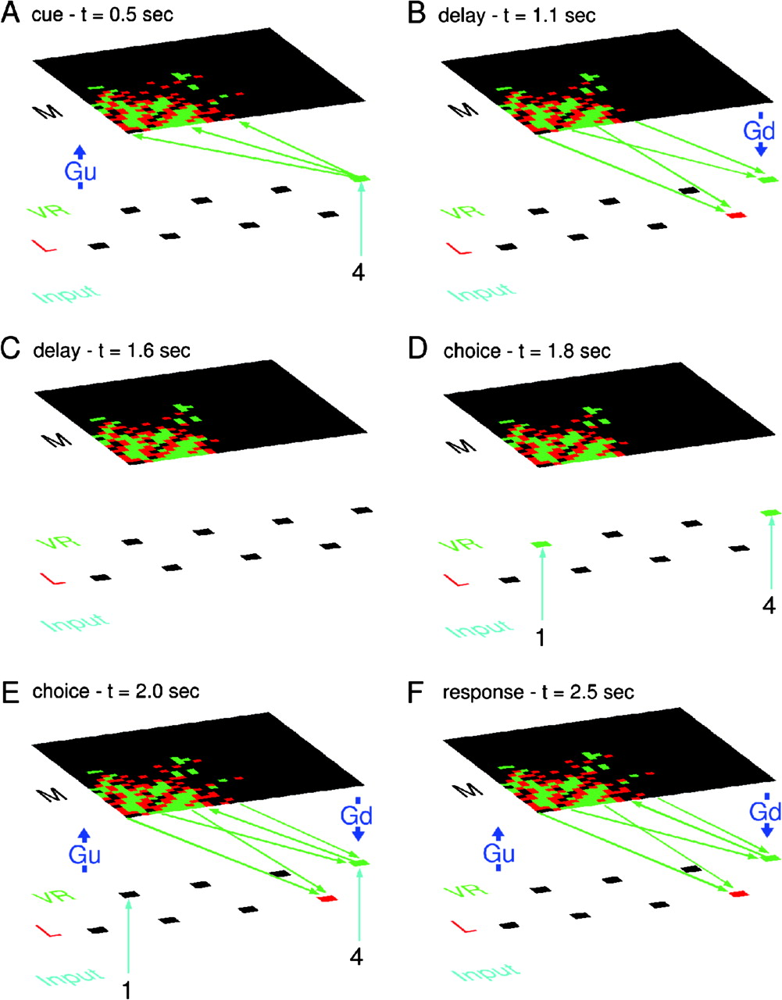 A cue - t = 0.5 sec
M
Gu
VR
L
4
Input
B delay - t = 1.1 sec
M
Gd
VR
L
Input
C delay - t = 1.6 sec
M
VR
L
Input
D choice - t = 1.8 sec
M
VR
L
4
Input
1
E choice - t = 2.0 sec
M
Gd
Gu
VR
L
4
Input
1
F response - t = 2.5 sec
M
Gd
Gu
VR
L
Input